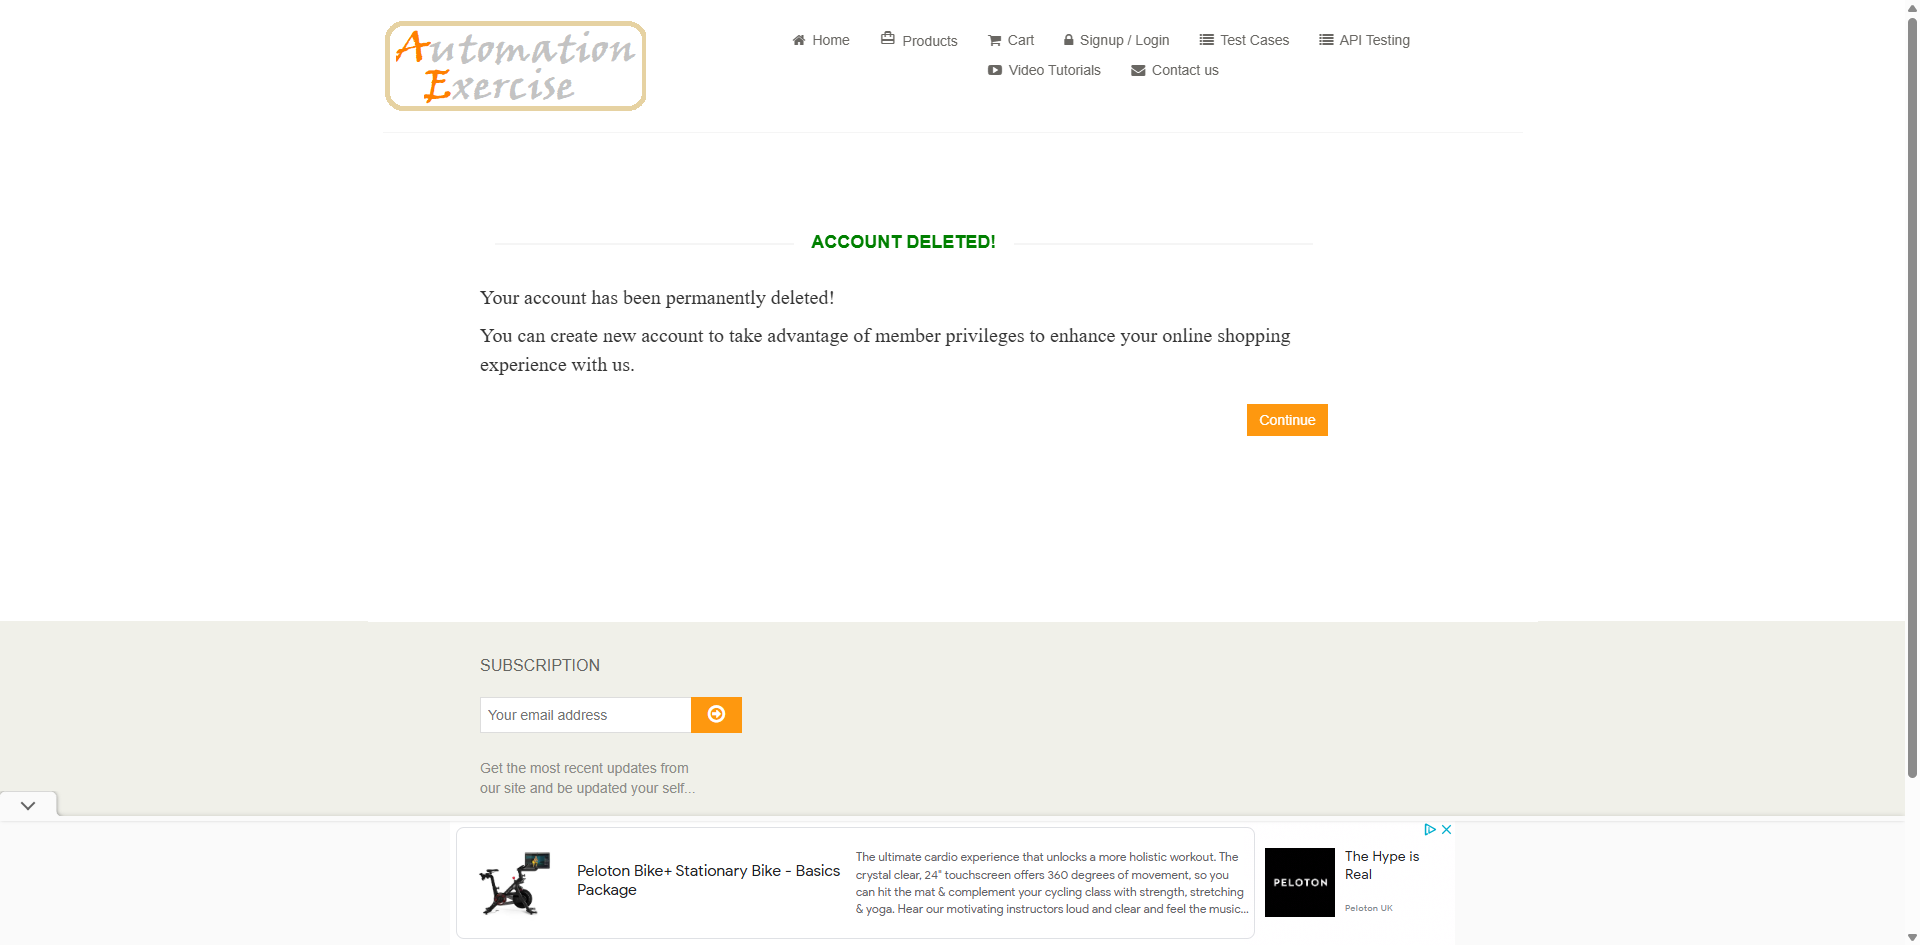 Automation
Exercise
Home
Products
Cart
Signup / Login
Test Cases
API Testing
Video Tutorials
Contact us
ACCOUNT DELETED!
Your account has been permanently deleted!
You can create new account to take advantage of member privileges to enhance your online shopping
experience with us.
Continue
SUBSCRIPTION
Your email address
Get the most recent updates from
our site and be updated your self...
Peloton Bike+ Stationary Bike - Basics
Package
The ultimate cardio experience that unlocks a more holistic workout. The
crystal clear, 24" touchscreen offers 360 degrees of movement, so you
can hit the mat & complement your cycling class with strength, stretching
& yoga. Hear our motivating instructors loud and clear and feel the music...
PELOTON
The Hype is
Real
Peloton UK